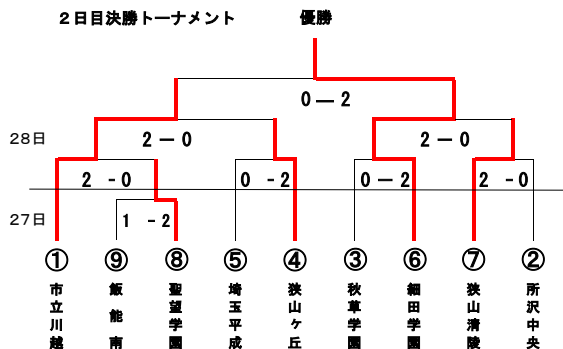 ２日目決勝トーナメント 優勝
0 ― 2
28日 2 ― 0 2 ― 0
2 - 0 0 - 2 0 ― 2 2 - 0
27日 1 - 2
① ⑨ ⑧ ⑤ ④ ③ ⑥ ⑦ ②
市立川越
飯能南
聖望学園
埼玉平成
狭山ヶ丘
秋草学園
細田学園
狭山清陵
所沢中央